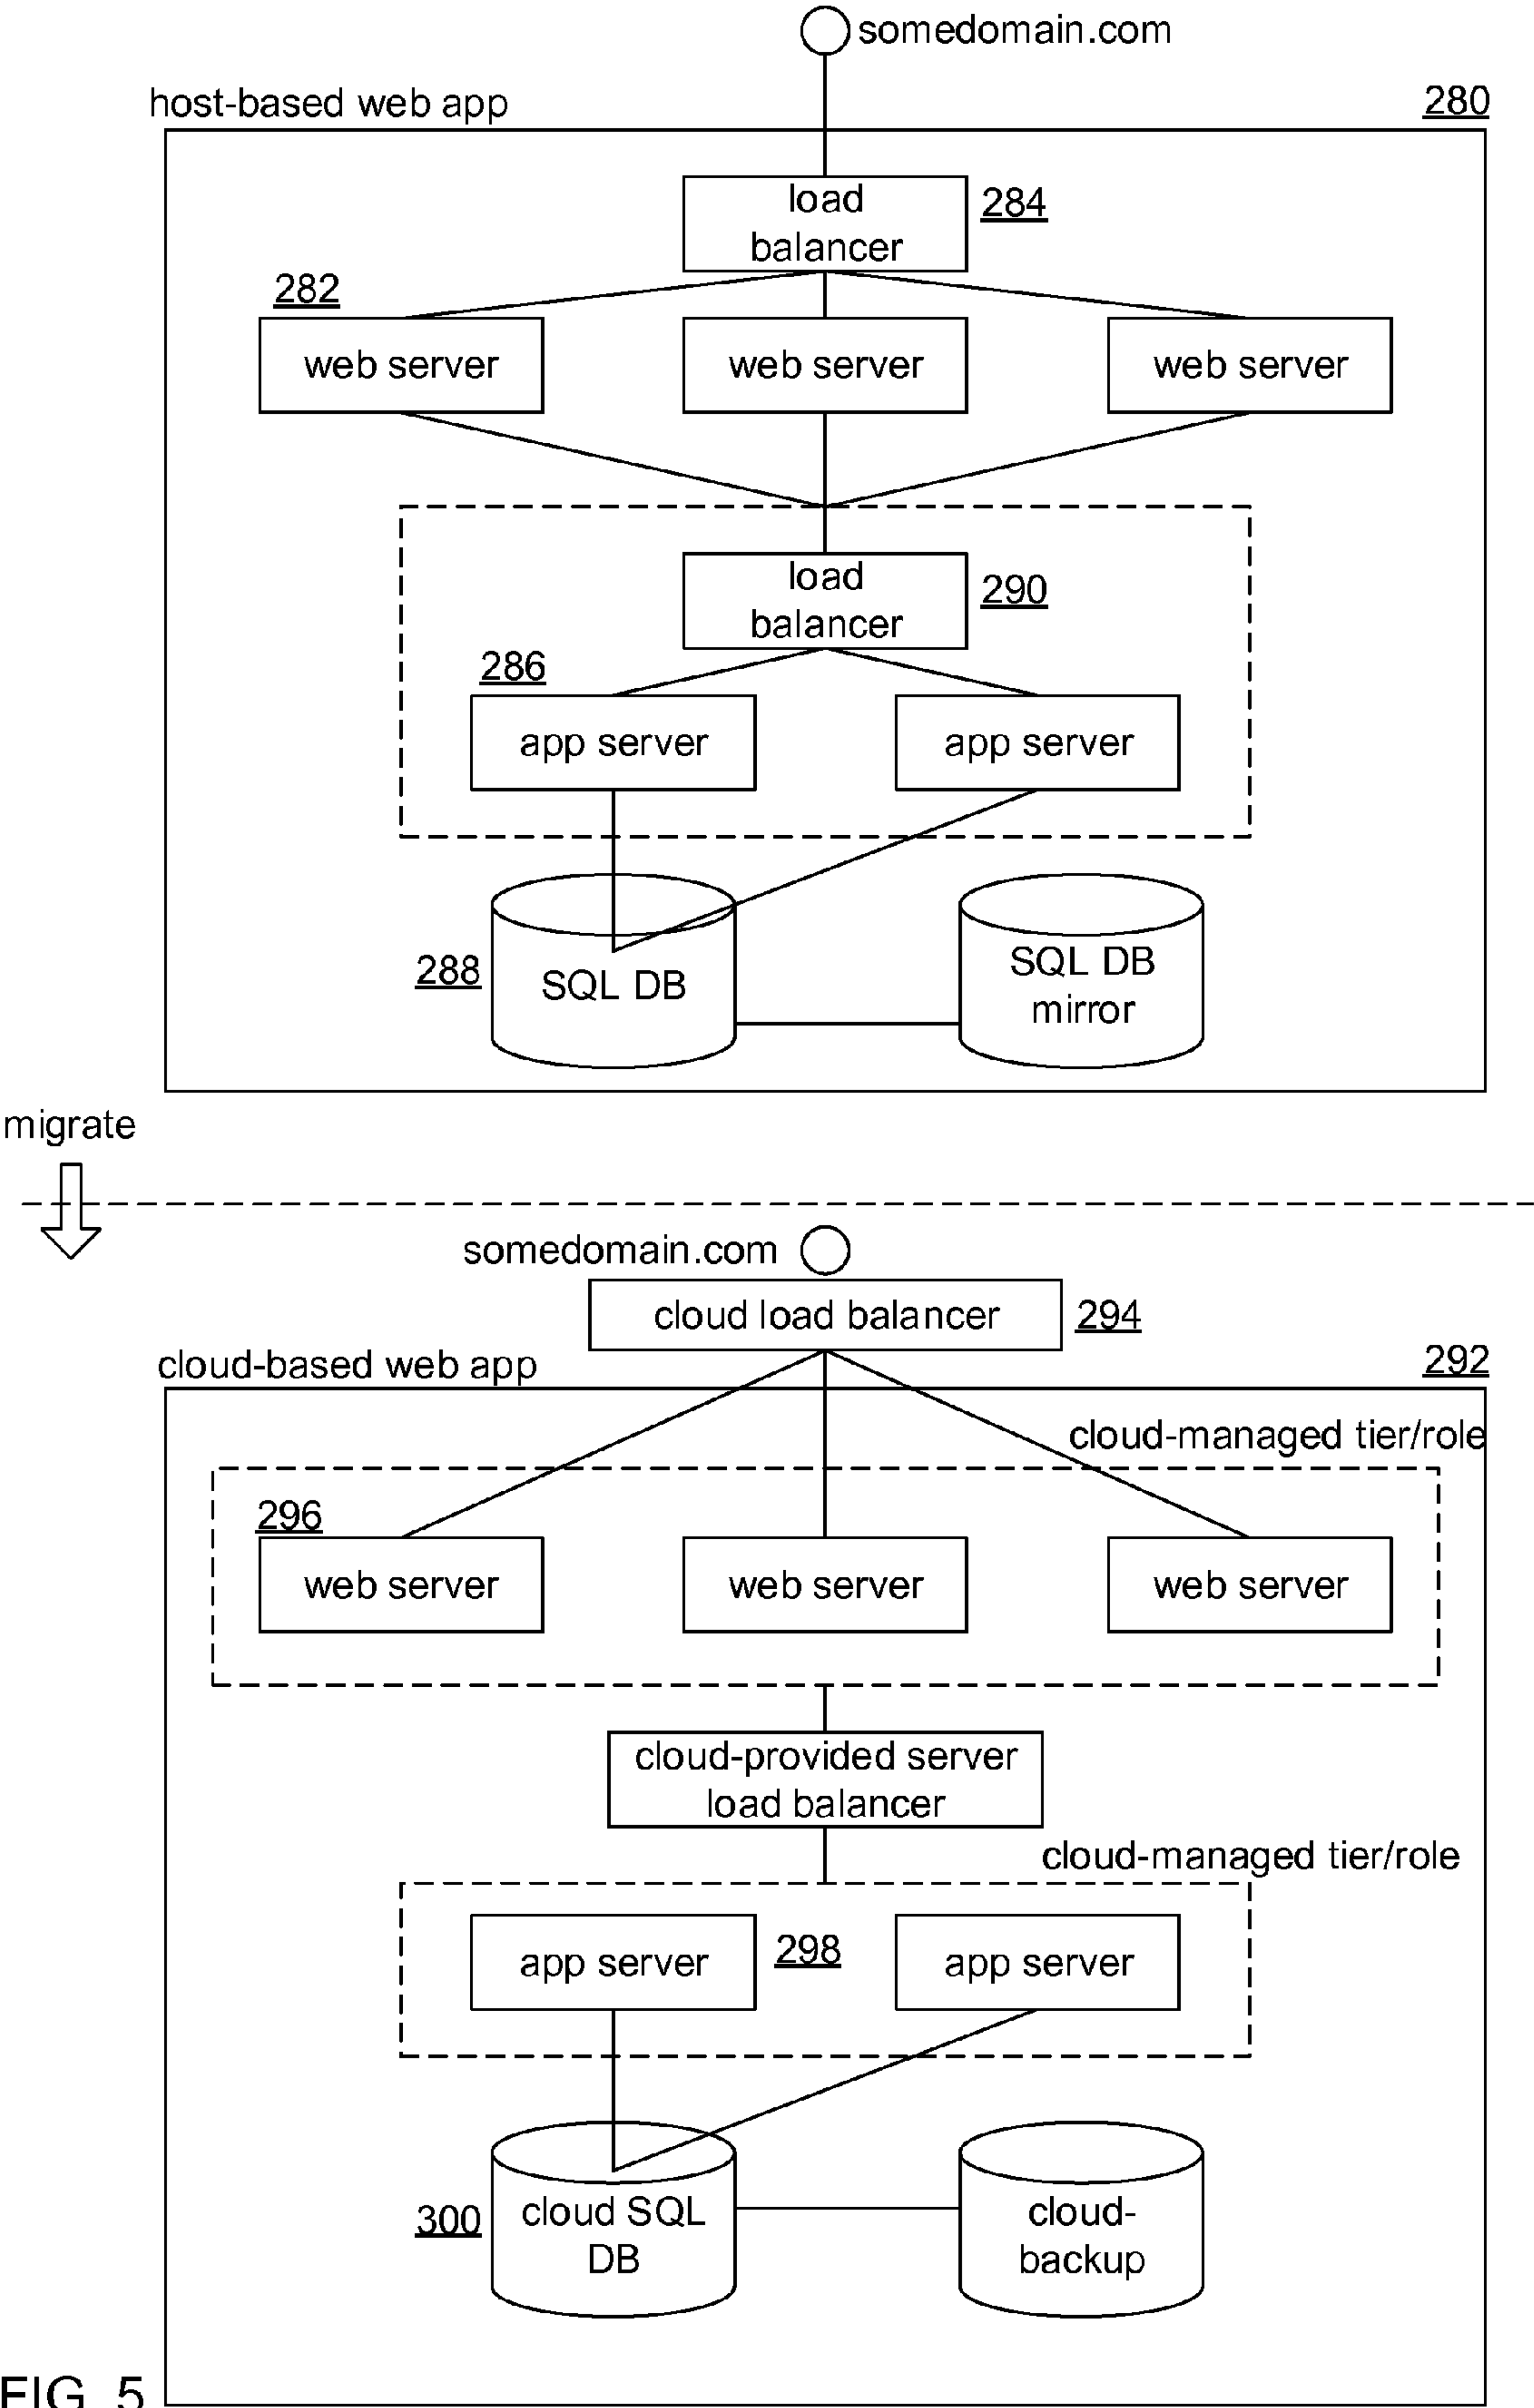 somedomain.com
host-based web app
280
load
balancer
284
282
web server
web server
web server
load
balancer
290
286
app server
app server
288
SQL DB
SQL DB
mirror
migrate
somedomain.com
cloud load balancer
294
cloud-based web app
292
cloud-managed tier/role
296
web server
web server
web server
cloud-provided server
load balancer
cloud-managed tier/role
app server
298
app server
300
cloud SQL
DB
cloud-
backup
FIG. 5